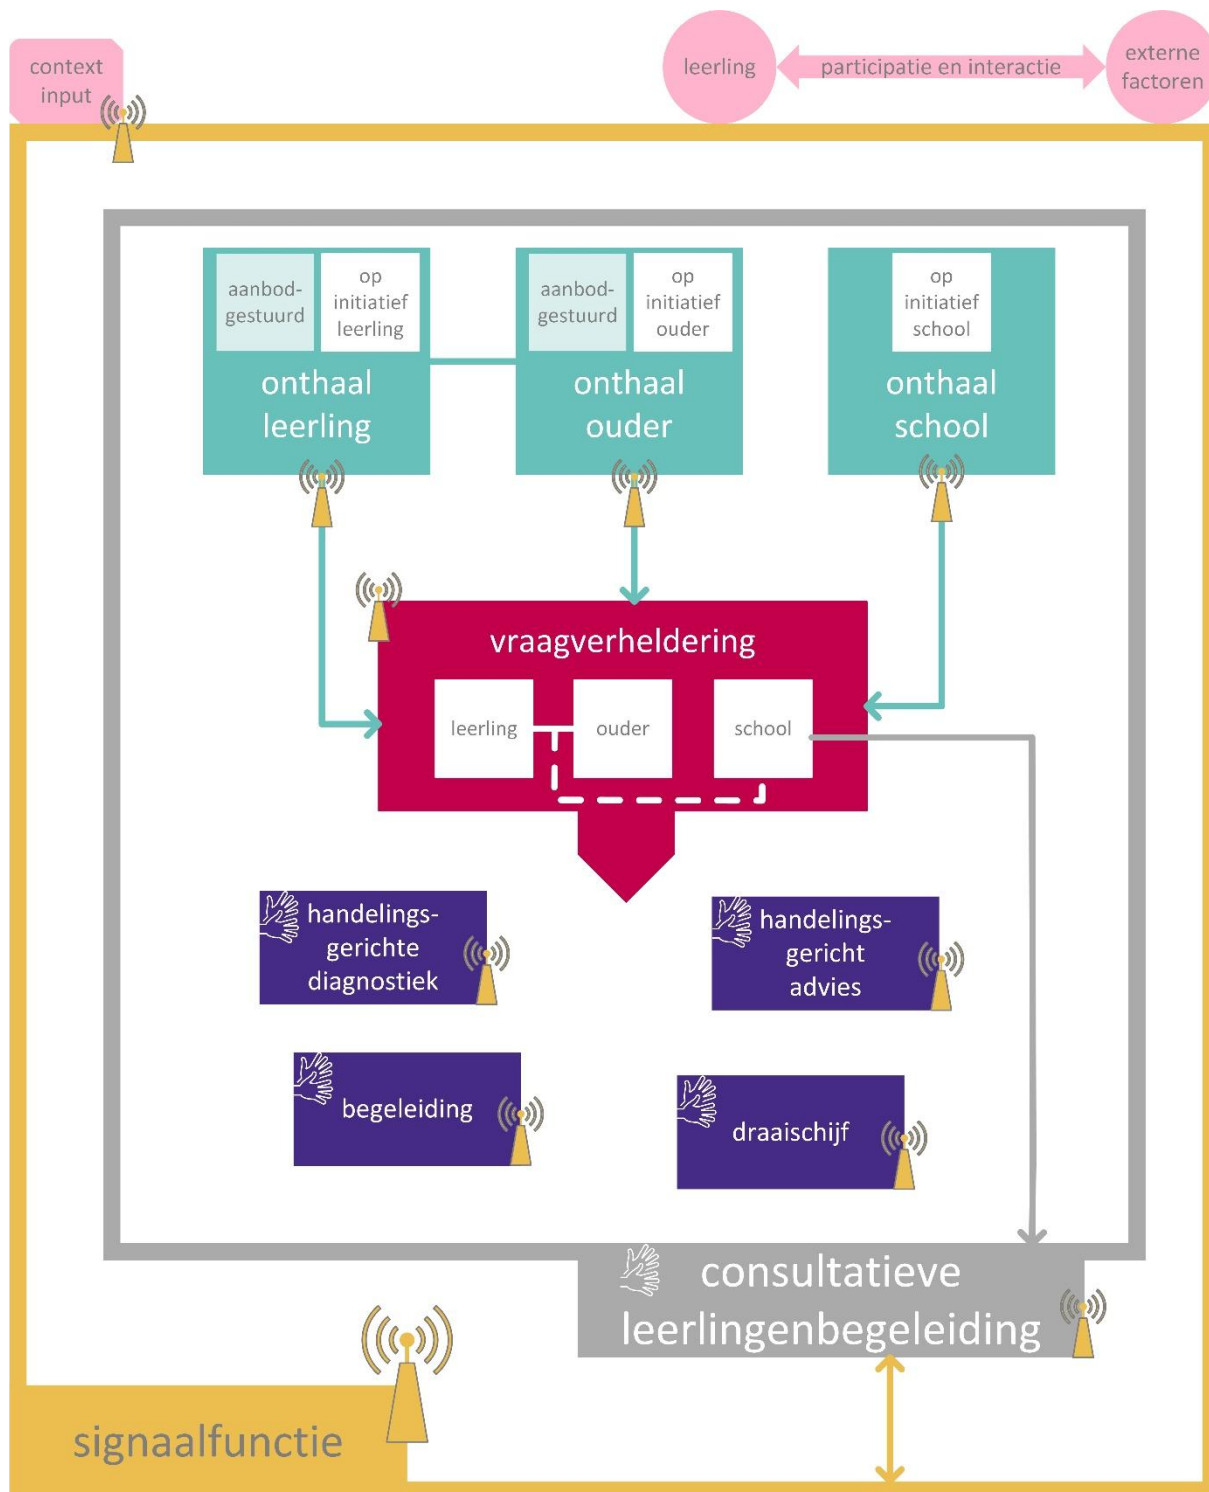 context
input
leerling
participatie en interactie
externe
factoren
aanbod-
gestuurd
op
initiatief
leerling
onthaal
leerling
aanbod-
gestuurd
op
initiatief
ouder
onthaal
ouder
op
initiatief
school
onthaal
school
vraagverheldering
leerling
ouder
school
handelings-
gerichte
diagnostiek
handelings-
gericht
advies
begeleiding
draaischijf
consultatieve
leerlingenbegeleiding
signaalfunctie